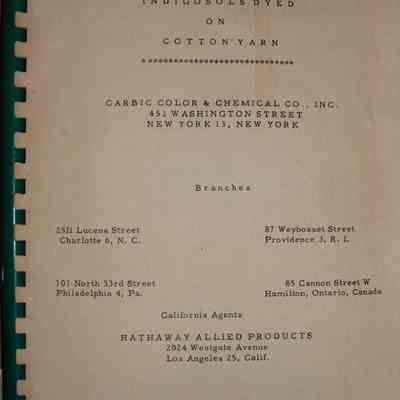 INDIGOSOLS DYED
ON
COTTON YARN
****************************
CARBIC COLOR & CHEMICAL CO., INC.
451 WASHINGTON STREET
NEW YORK 13, NEW YORK
Branches
2511 Lucena Street
Charlotte 6, N. C.
87 Weybosset Street
Providence 3, R. I.
101 North 33rd Street
Philadelphia 4, Pa.
85 Cannon Street W
Hamilton, Ontario, Canada
California Agents
HATHAWAY ALLIED PRODUCTS
2024 Westgate Avenue
Los Angeles 25, Calif.